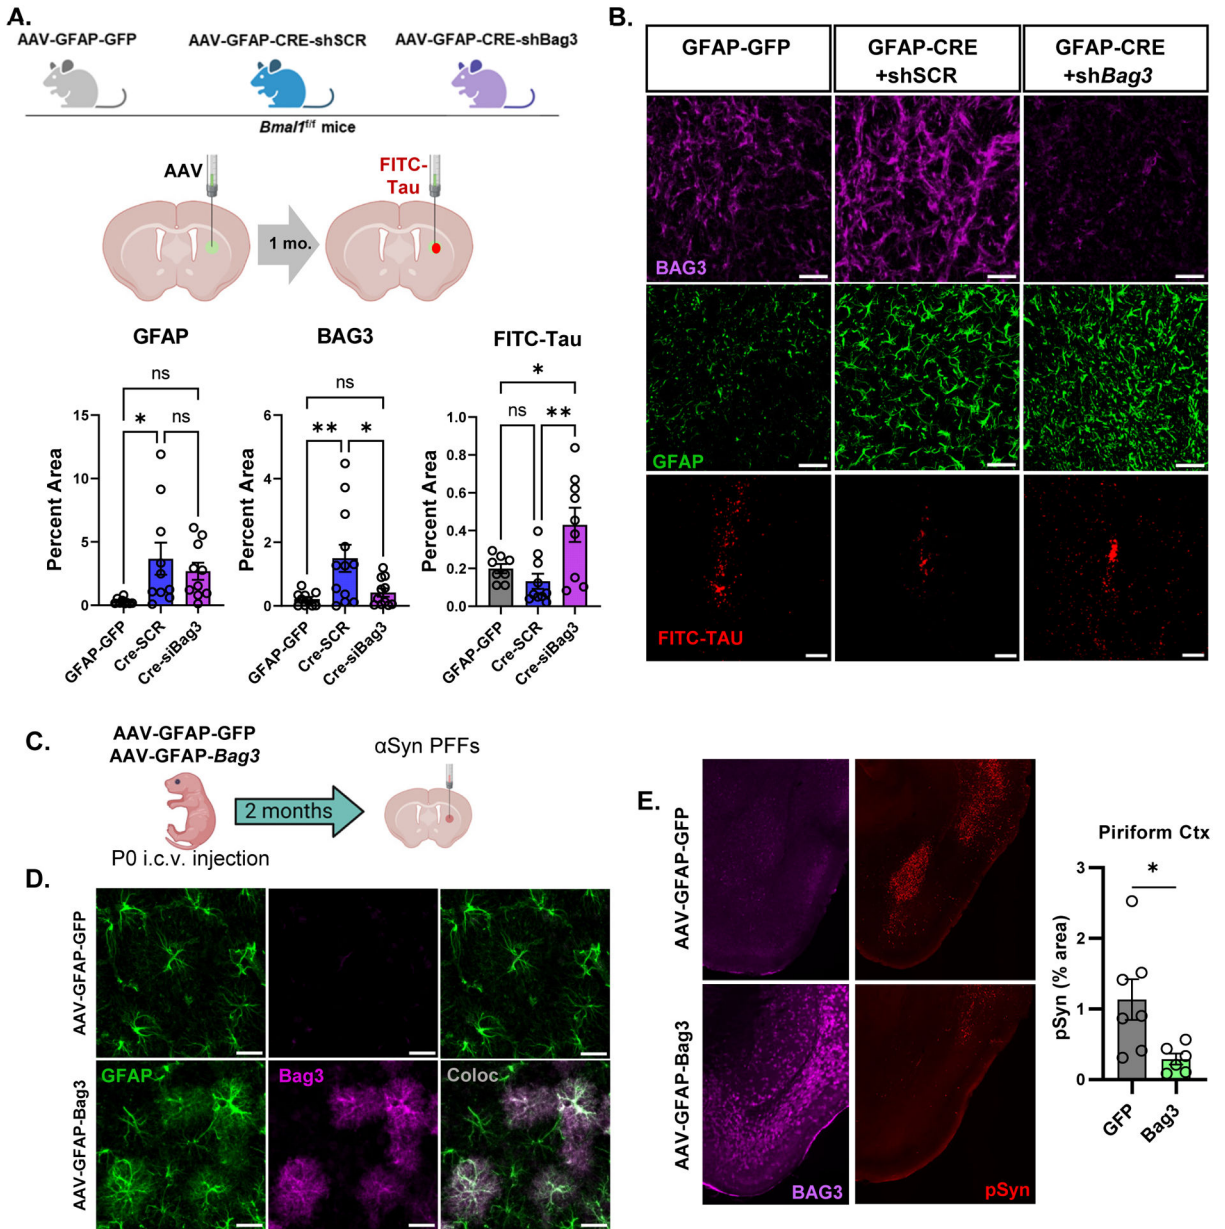 A.
AAV-GFAP-GFP
AAV-GFAP-CRE-shSCR
AAV-GFAP-CRE-shBag3
Bmal1f/f mice
AAV
FITC-
Tau
1 mo.
GFAP
ns
*
ns
Percent Area
15
10
5
0
GFAP-GFP
Cre-SCR
Cre-siBag3
BAG3
ns
**
*
Percent Area
6
4
2
0
GFAP-GFP
Cre-SCR
Cre-siBag3
FITC-Tau
*
ns
**
Percent Area
1.0
0.8
0.6
0.4
0.2
0.0
GFAP-GFP
Cre-SCR
Cre-siBag3
B.
GFAP-GFP
GFAP-CRE
+shSCR
GFAP-CRE
+shBag3
BAG3
GFAP
FITC-TAU
C.
AAV-GFAP-GFP
AAV-GFAP-Bag3
2 months
αSyn PFFs
P0 i.c.v. injection
D.
AAV-GFAP-GFP
AAV-GFAP-Bag3
GFAP
Bag3
Coloc
E.
AAV-GFAP-GFP
AAV-GFAP-Bag3
BAG3
pSyn
Piriform Ctx
*
pSyn (% area)
3
2
1
0
GFP
Bag3